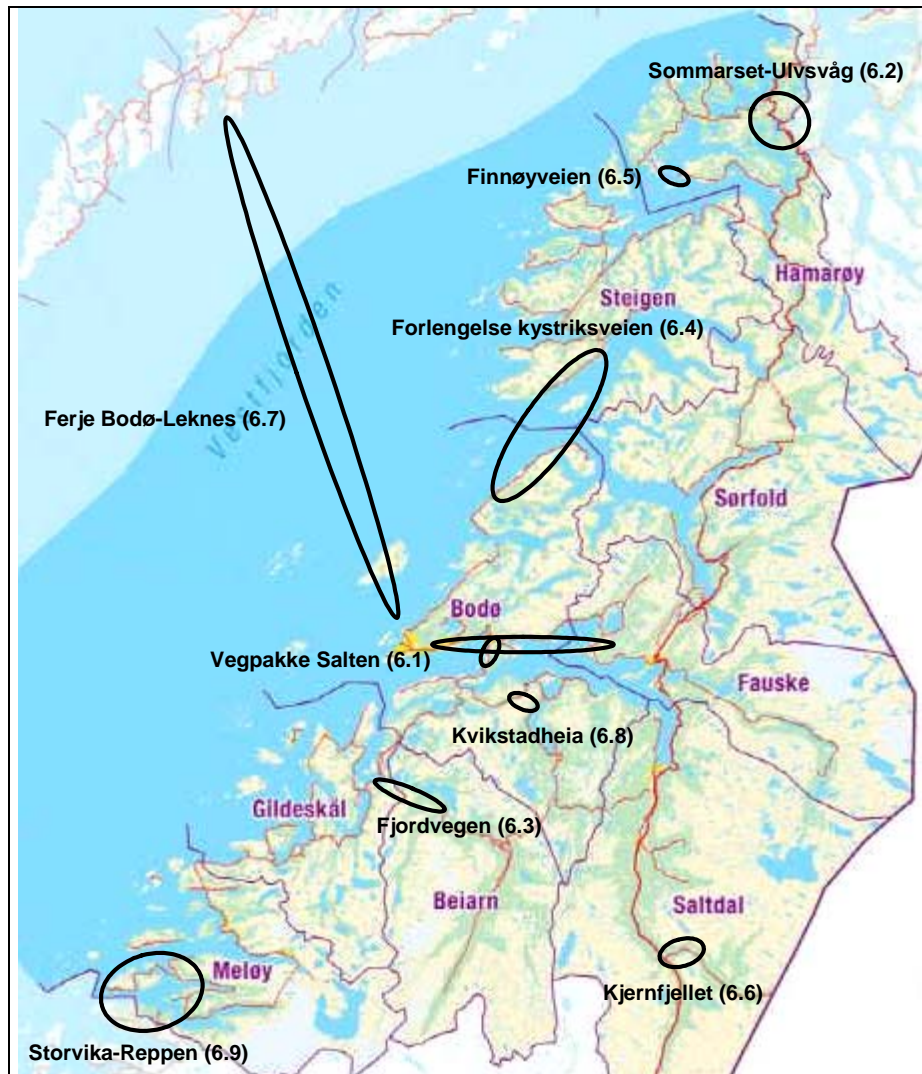 Sommarset-Ulvsvåg (6.2)
Finnøyveien (6.5)
Hamarøy
Steigen
Forlengelse kystriksveien (6.4)
Vestfjorden
Ferje Bodø-Leknes (6.7)
Sørfold
Bodø
Vegpakke Salten (6.1)
Fauske
Kvikstadheia (6.8)
Gildeskål
Fjordvegen (6.3)
Beiarn
Saltdal
Meløy
Kjernfjellet (6.6)
Storvika-Reppen (6.9)